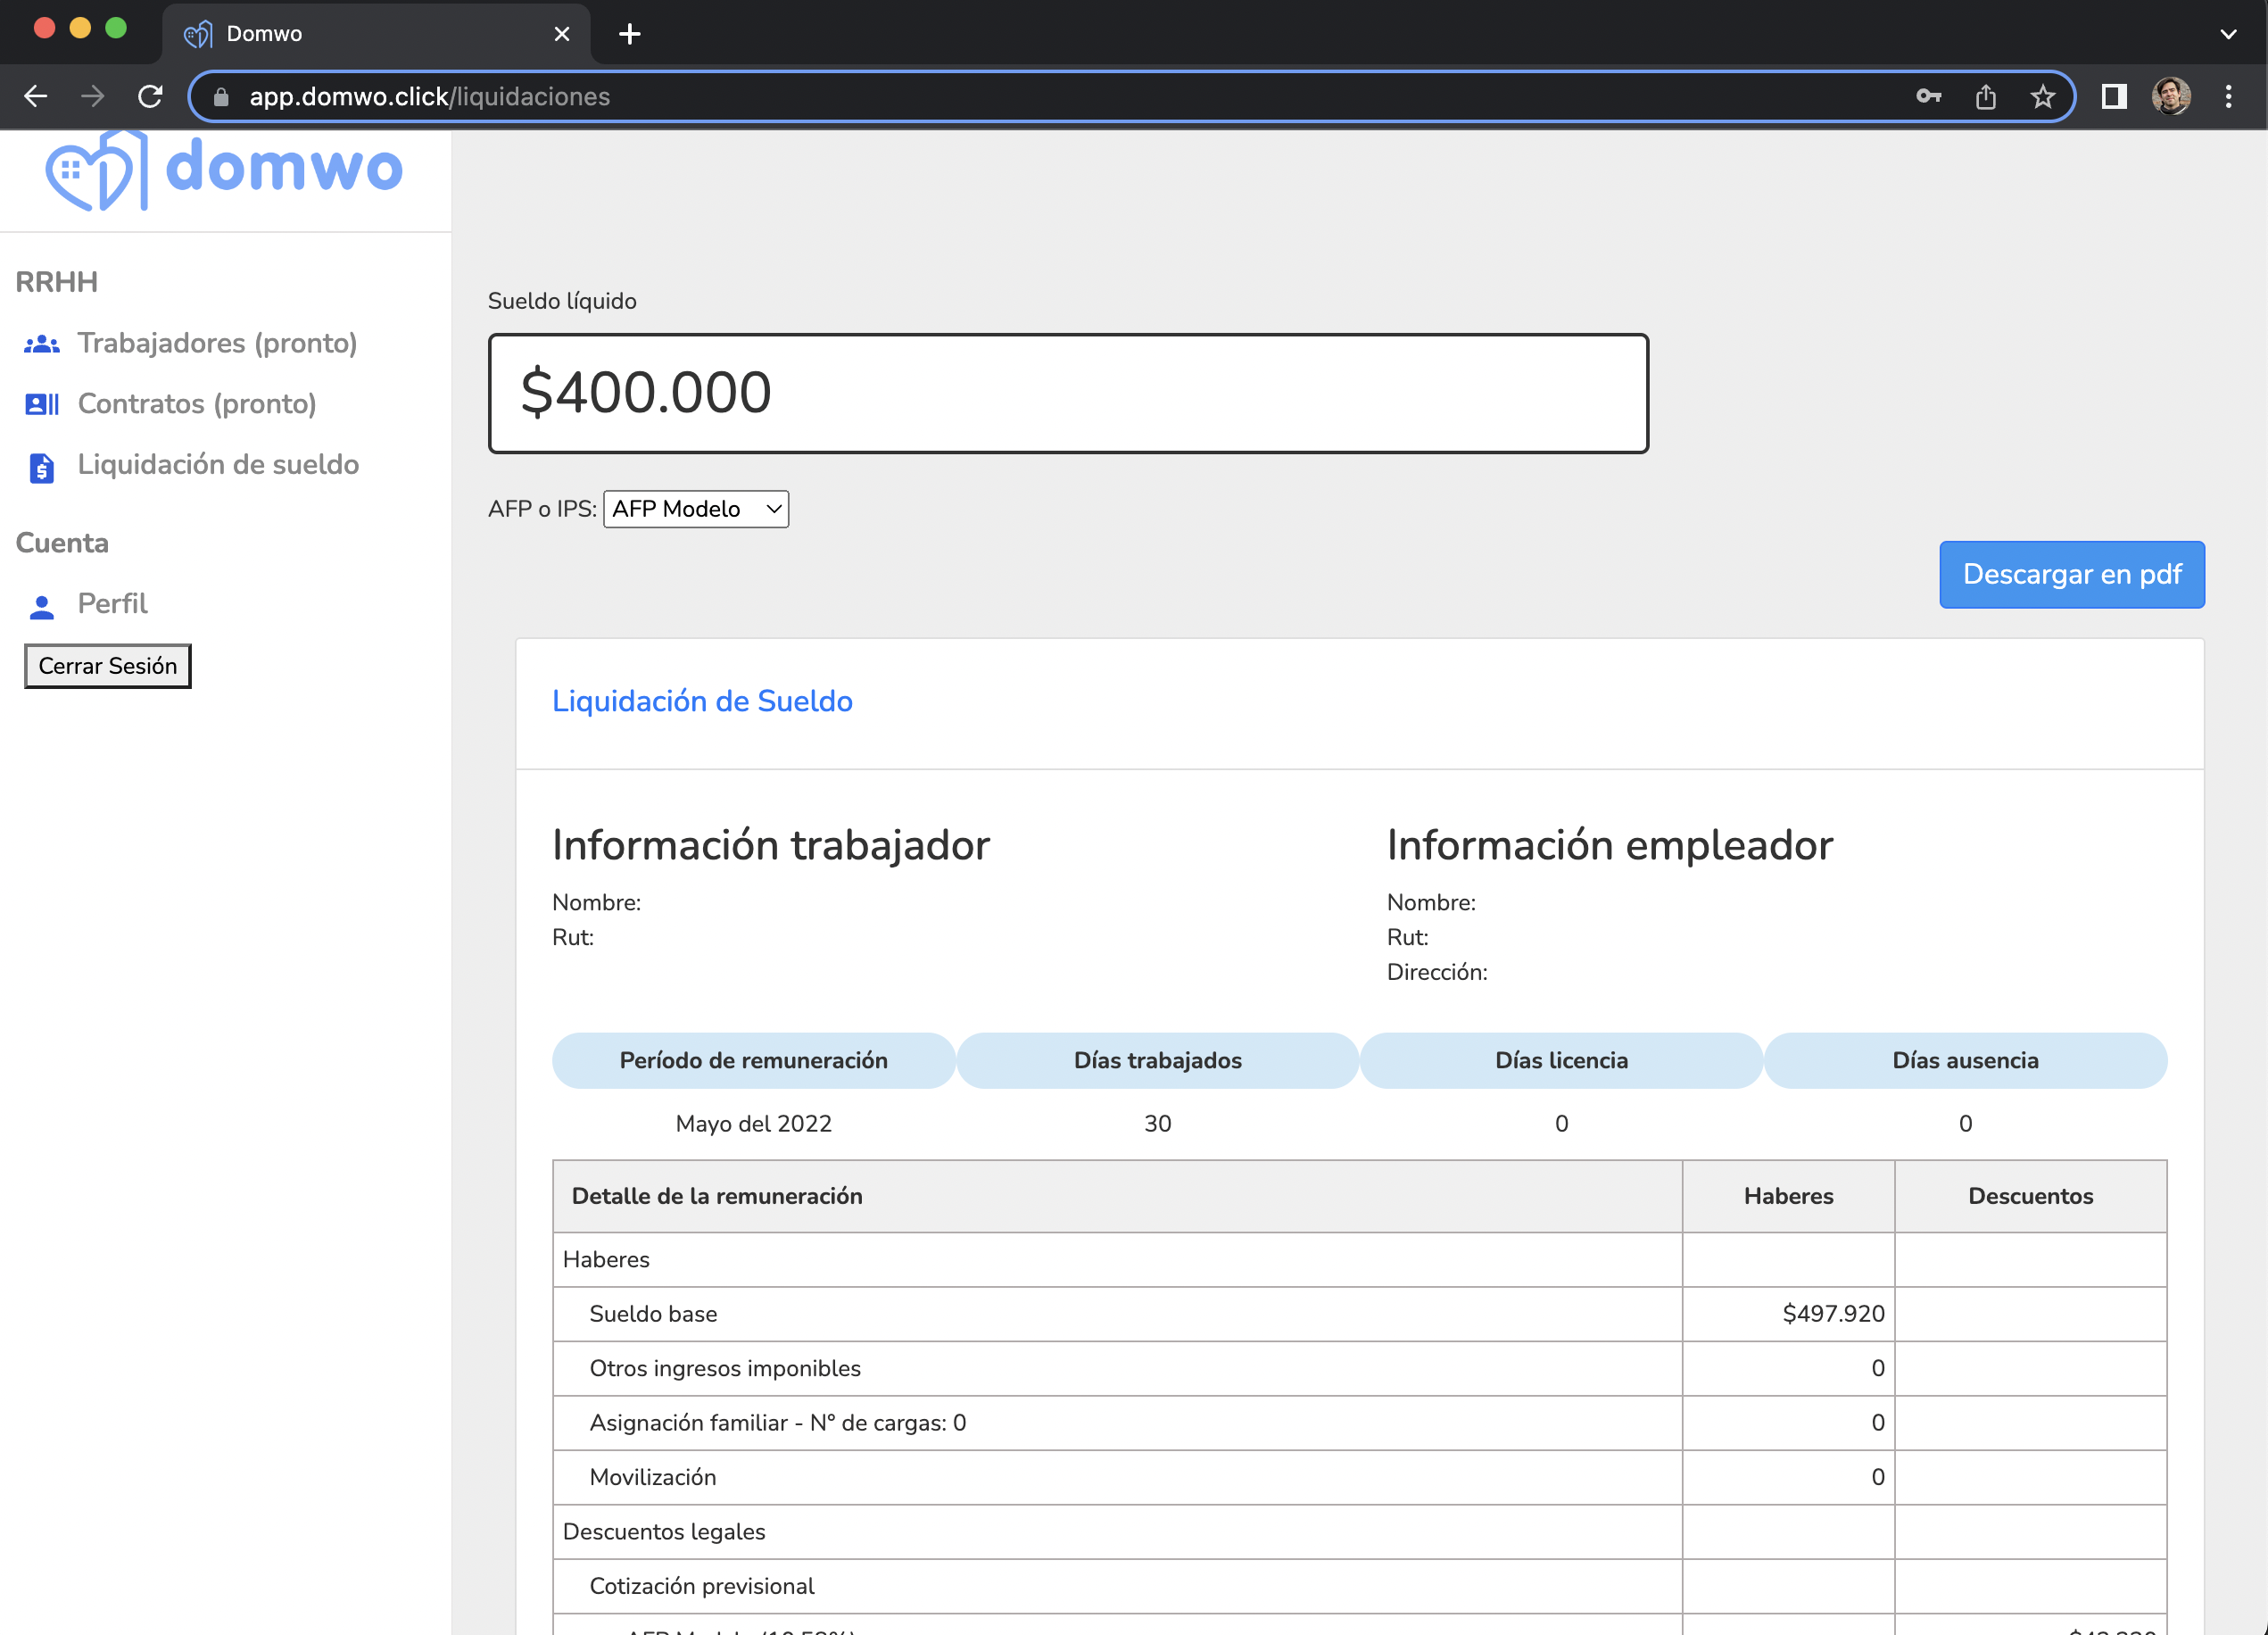 Domwo
app.domwo.click/liquidaciones
domwo
RRHH
Trabajadores (pronto)
Contratos (pronto)
Liquidación de sueldo
Cuenta
Perfil
Cerrar Sesión
Sueldo líquido
$400.000
AFP o IPS: AFP Modelo
Descargar en pdf
Liquidación de Sueldo
Información trabajador
Nombre:
Rut:
Información empleador
Nombre:
Rut:
Dirección:
Período de remuneración Días trabajados Días licencia Días ausencia
Mayo del 2022 30 0 0
Detalle de la remuneración Haberes Descuentos
Haberes
Sueldo base $497.920
Otros ingresos imponibles 0
Asignación familiar - N° de cargas: 0 0
Movilización 0
Descuentos legales
Cotización previsional